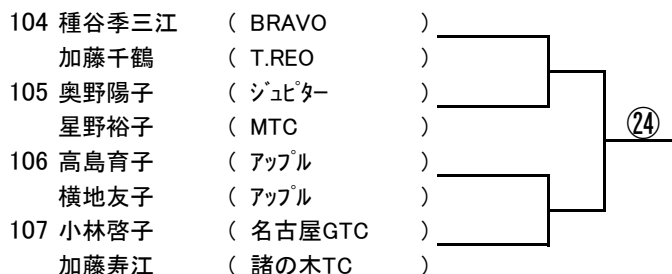 104 種谷季三江 ( BRAVO )
加藤千鶴 ( T.REO )
105 奥野陽子 ( ジュピター )
星野裕子 ( MTC )
㉔
106 高島育子 ( アップル )
横地友子 ( アップル )
107 小林啓子 ( 名古屋GTC )
加藤寿江 ( 諸の木TC )